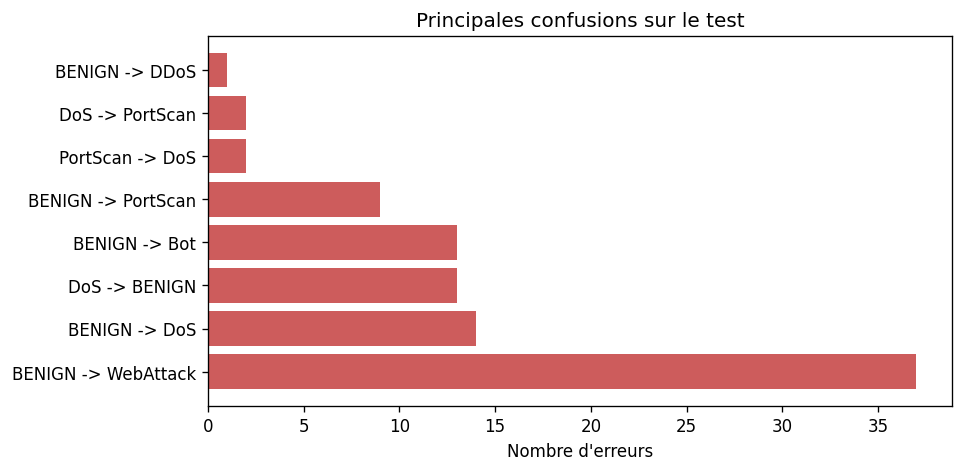 Principales confusions sur le test
BENIGN -> DDoS
DoS -> PortScan
PortScan -> DoS
BENIGN -> PortScan
BENIGN -> Bot
DoS -> BENIGN
BENIGN -> DoS
BENIGN -> WebAttack
0 5 10 15 20 25 30 35
Nombre d'erreurs